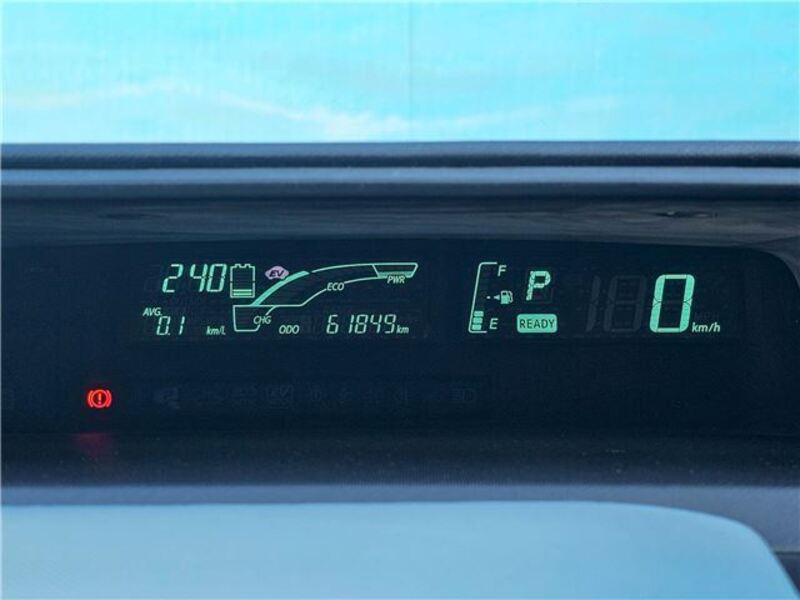 240
EV
PWR
ECO
CHG
AVG.
0.1 km/L
ODO 61849 km
F
E
P
READY
0 km/h